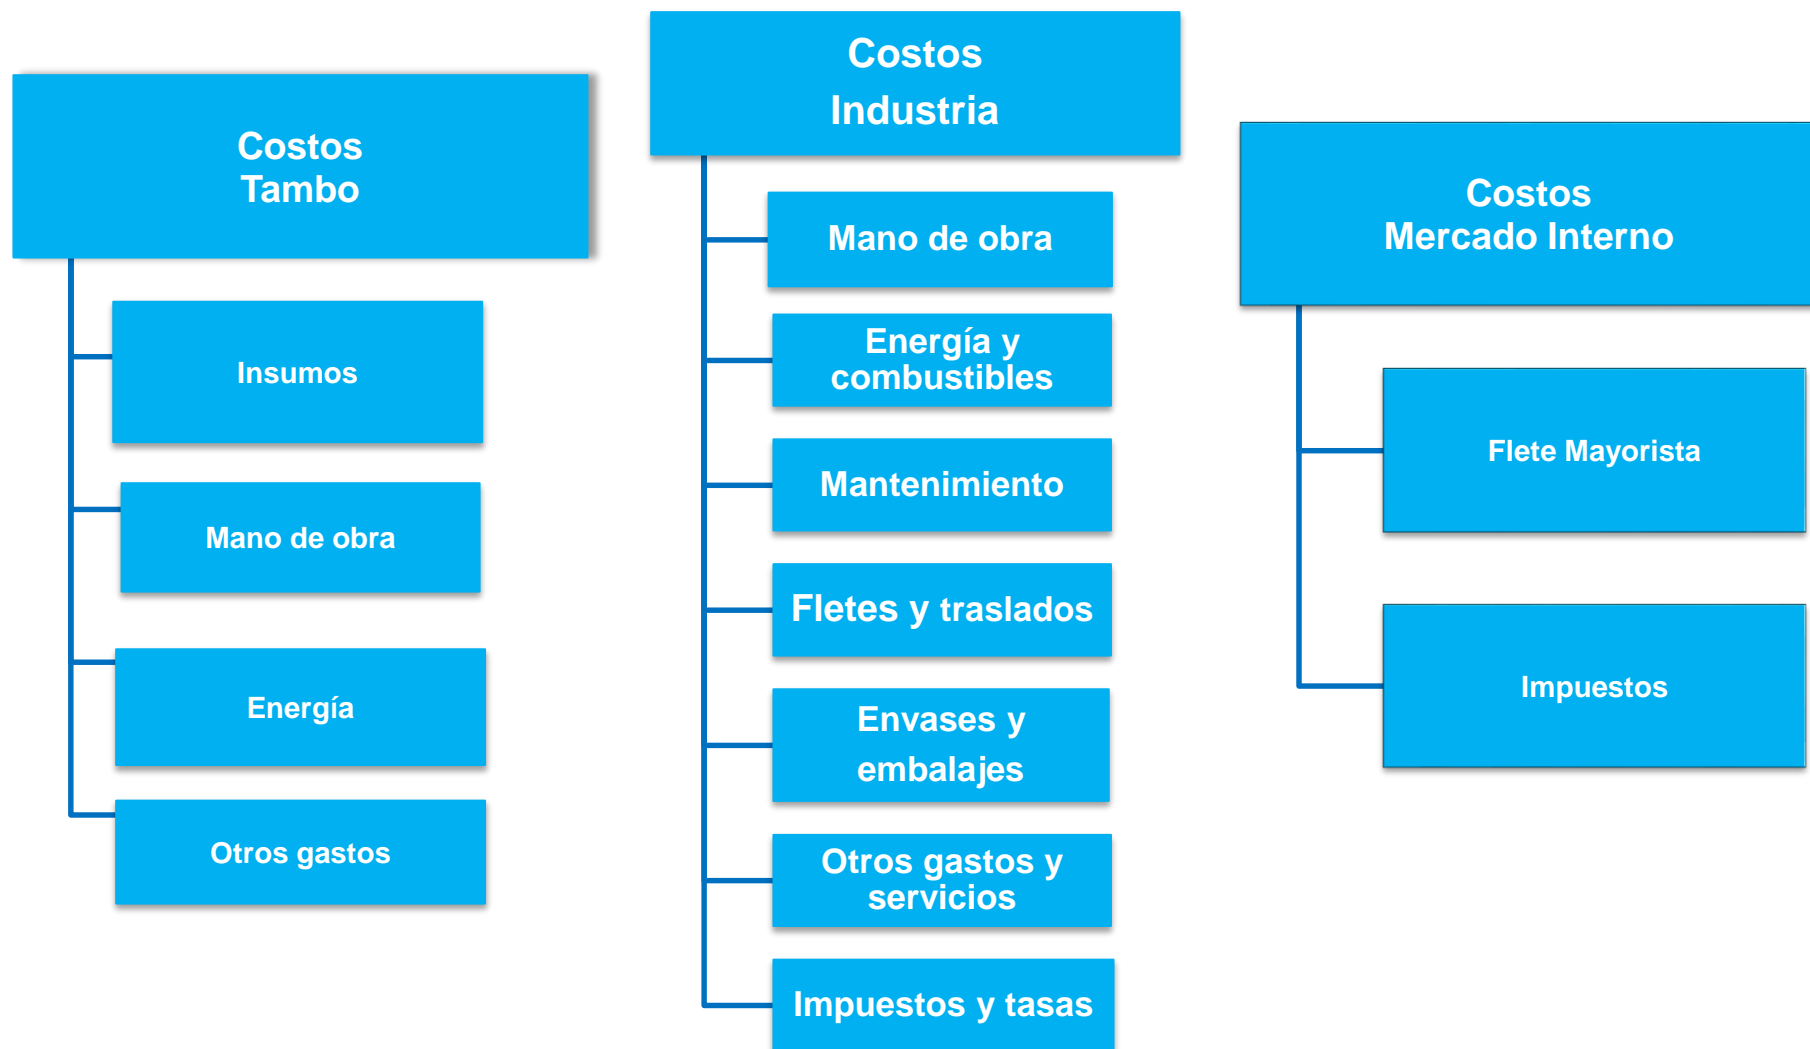 Costos
Tambo
Insumos
Mano de obra
Energía
Otros gastos
Costos
Industria
Mano de obra
Energía y
combustibles
Mantenimiento
Fletes y traslados
Envases y
embalajes
Otros gastos y
servicios
Impuestos y tasas
Costos
Mercado Interno
Flete Mayorista
Impuestos